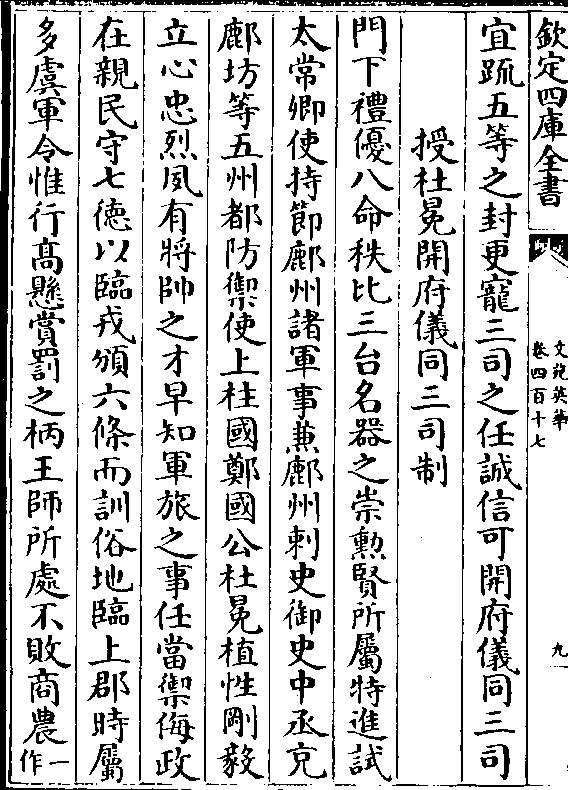 欽定四庫全書
文苑英華
卷四百十七
九
宜䟽五等之封更寵三司之任誠信可開府儀同三司
授杜冕開府儀同三司制
門下禮優八命秩比三台名器之崇勲賢所屬特進試
太常卿使持節鄜州諸軍事兼鄜州刺史御史中丞充
鄜坊等五州都防禦使上柱國鄭國公杜冕植性剛毅
立心忠烈夙有將帥之才早知軍旅之事任當禦侮政
在親民守七德以臨戎頒六條而訓俗地臨上郡時屬
多虞軍令惟行髙懸賞罰之柄王師所處不敗商農一作